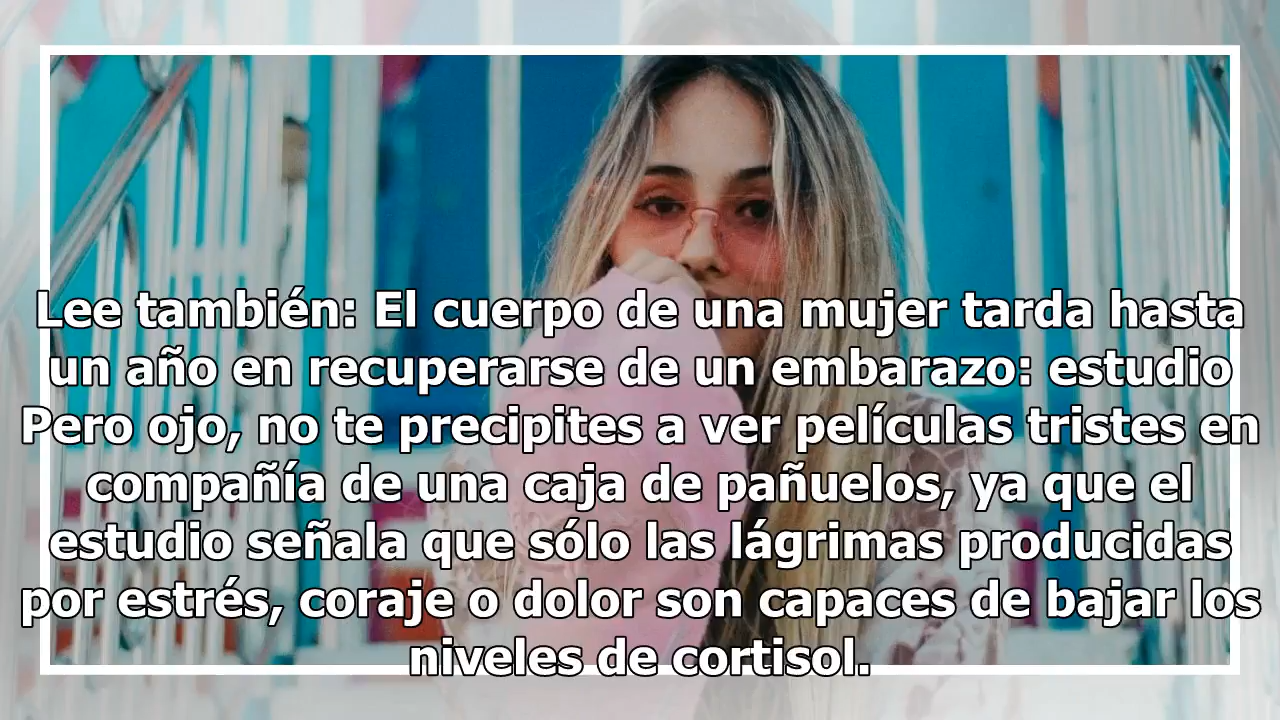 Lee también: El cuerpo de una mujer tarda hasta
un año en recuperarse de un embarazo: estudio
Pero ojo, no te precipites a ver películas tristes en
compañía de una caja de pañuelos, ya que el
estudio señala que sólo las lágrimas producidas
por estrés, coraje o dolor son capaces de bajar los
niveles de cortisol.